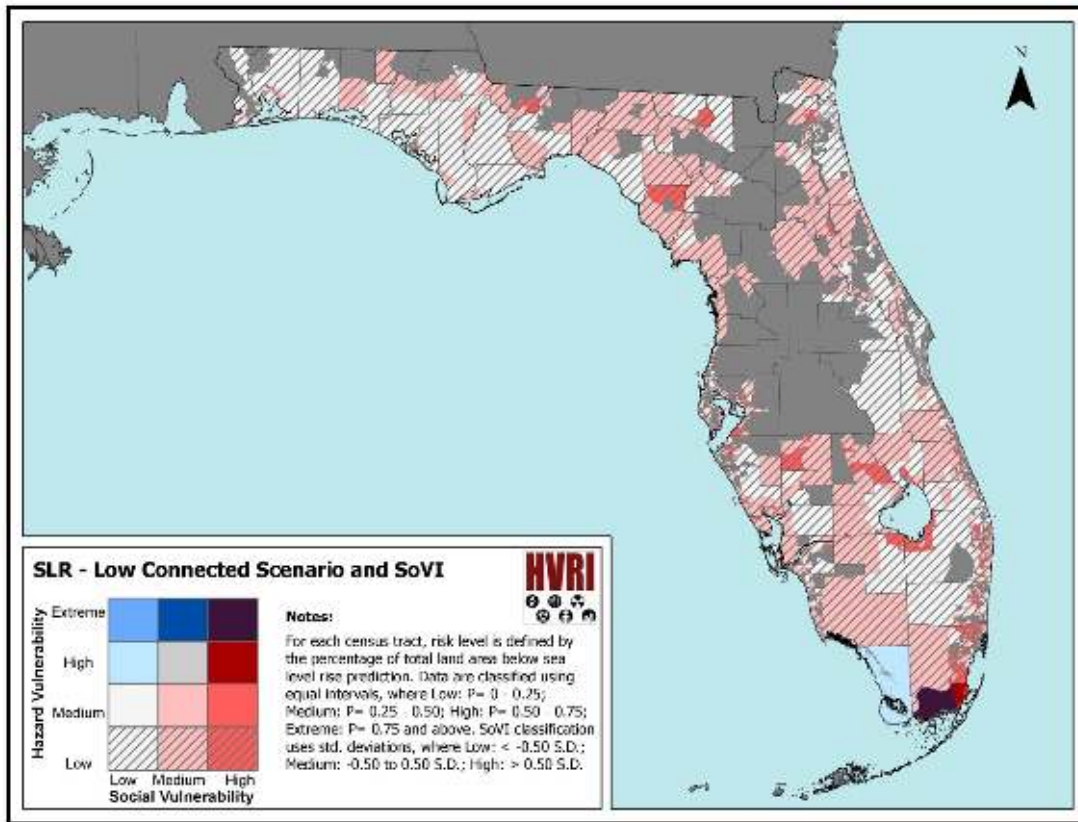 N
SLR - Low Connected Scenario and SoVI
HVRI
Hazard Vulnerability
Extreme
High
Medium
Low
Low Medium High
Social Vulnerability
Notes:
For each census tract, risk level is defined by
the percentage of total land area below sea
level rise prediction. Data are classified using
equal intervals, where Low: P= 0 - 0.25;
Medium: P= 0.25 - 0.50; High: P= 0.50 - 0.75;
Extreme: P= 0.75 and above. SoVI classification
uses std. deviations, where Low: < -0.50 S.D.;
Medium: -0.50 to 0.50 S.D.; High: > 0.50 S.D.